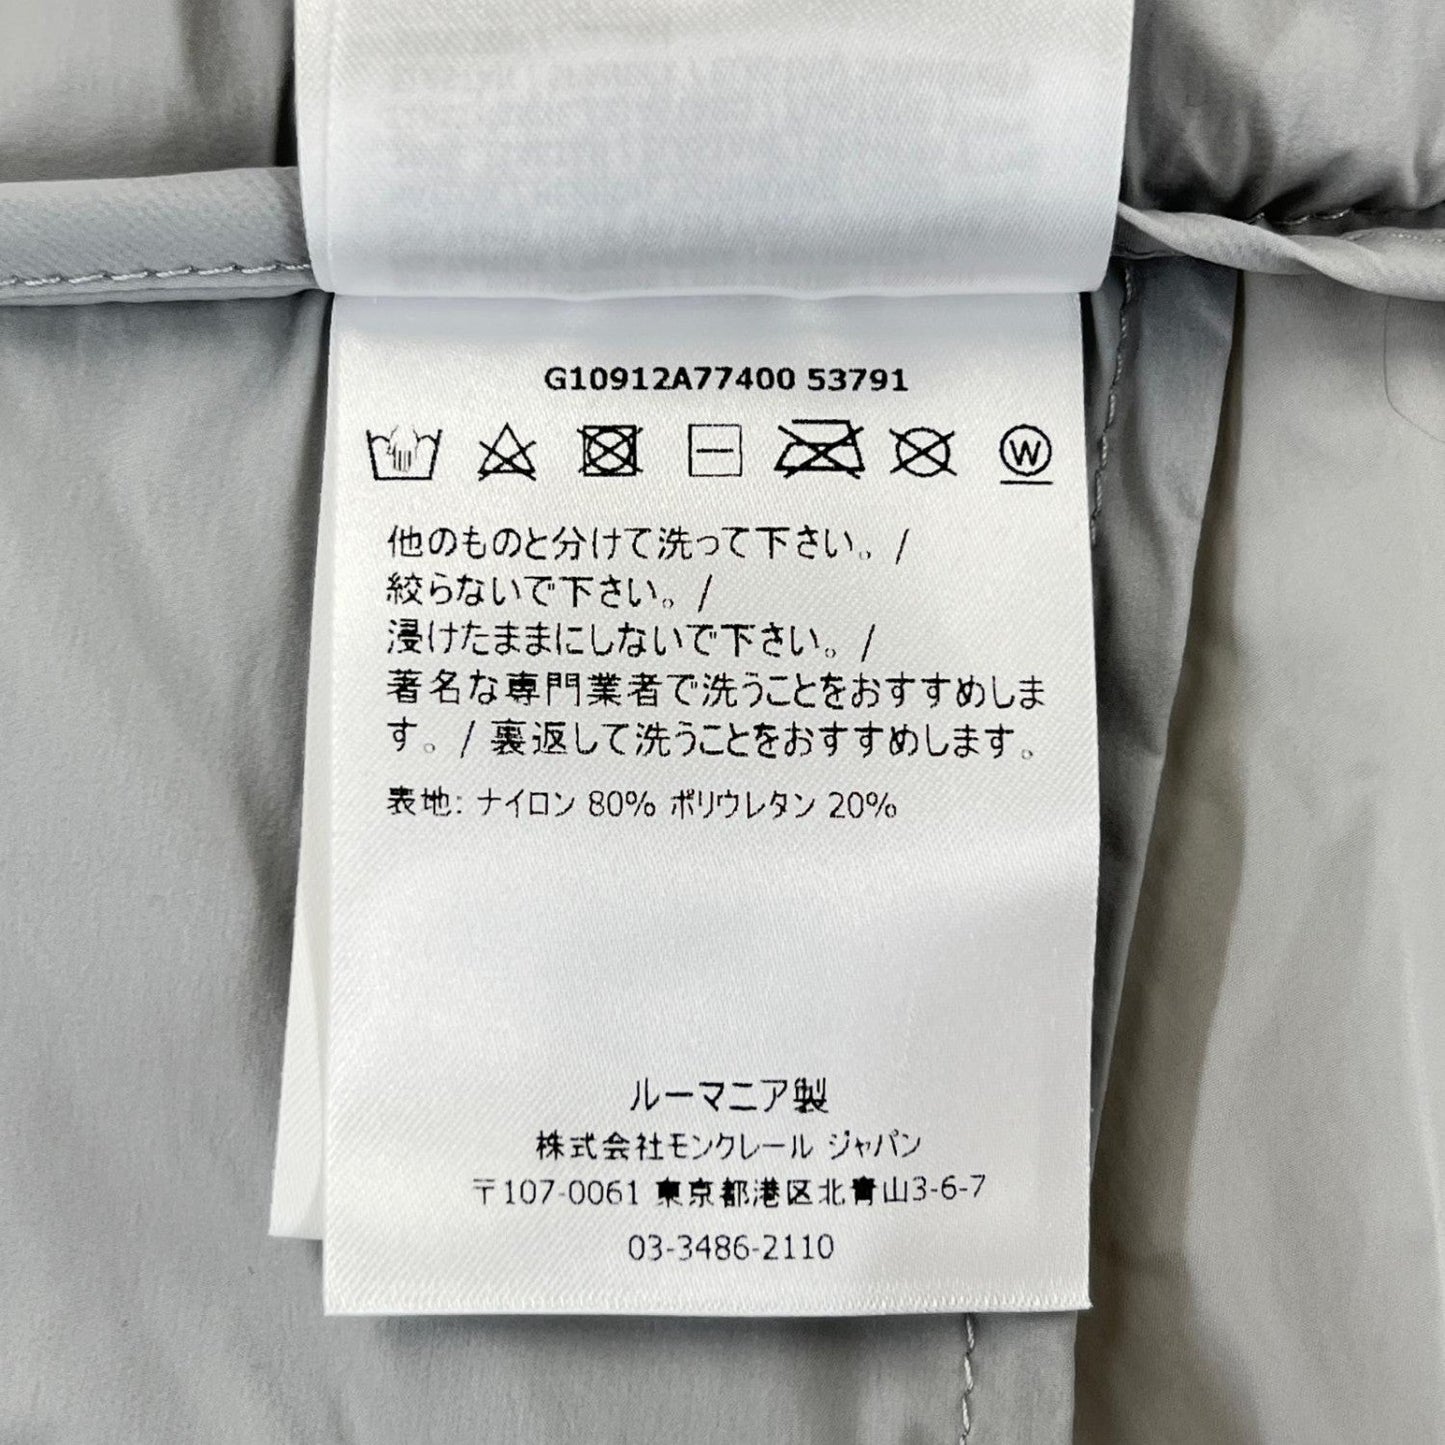 G10912A77400 53791
W
他のものと分けて洗って下さい。/
絞らないで下さい。/
浸けたままにしないで下さい。/
著名な専門業者で洗うことをおすすめしま
す。/ 裏返して洗うことをおすすめします。
表地: ナイロン 80% ポリウレタン 20%
ルーマニア製
株式会社モンクレール ジャパン
〒107-0061 東京都港区北青山3-6-7
03-3486-2110